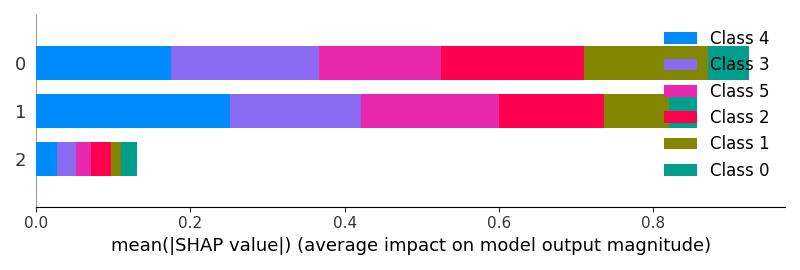 Class 4
0
Class 3
Class 5
1
Class 2
Class 1
2
Class 0
0.0 0.2 0.4 0.6 0.8
mean(|SHAP value|) (average impact on model output magnitude)